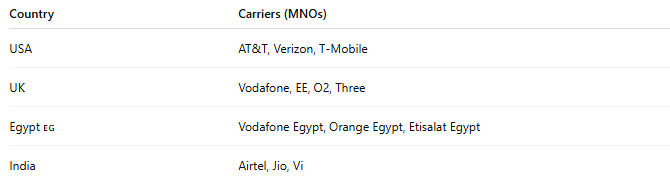 Country Carriers (MNOs)
USA AT&T, Verizon, T-Mobile
UK Vodafone, EE, O2, Three
Egypt EG Vodafone Egypt, Orange Egypt, Etisalat Egypt
India Airtel, Jio, Vi